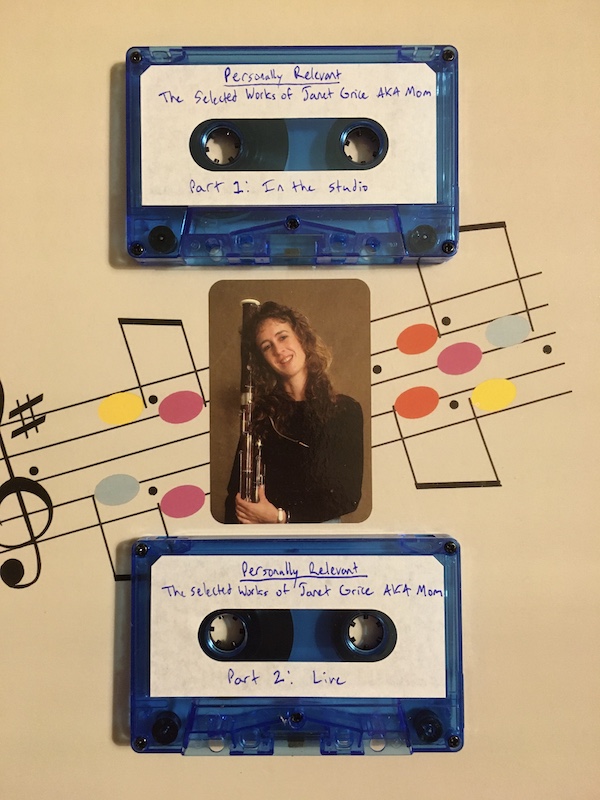 Personally Relevant
The Selected Works of Janet Grice AKA Mom
Part 1: In the studio
Personally Relevant
The selected Works of Janet Grice AKA Mom
Part 2: Live